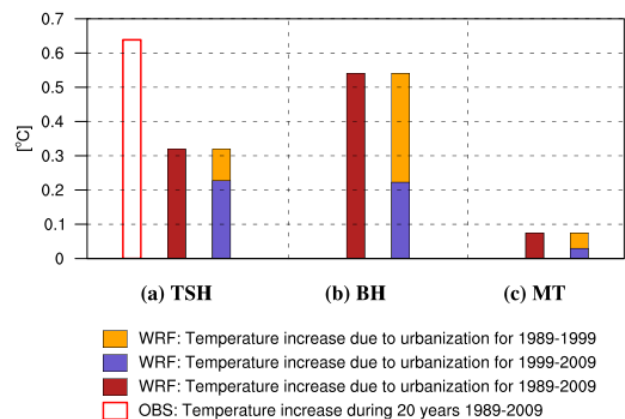 0.7
0.6
0.5
0.4
0.3
0.2
0.1
0
[°C]
(a) TSH (b) BH (c) MT
WRF: Temperature increase due to urbanization for 1989-1999
WRF: Temperature increase due to urbanization for 1999-2009
WRF: Temperature increase due to urbanization for 1989-2009
OBS: Temperature increase during 20 years 1989-2009